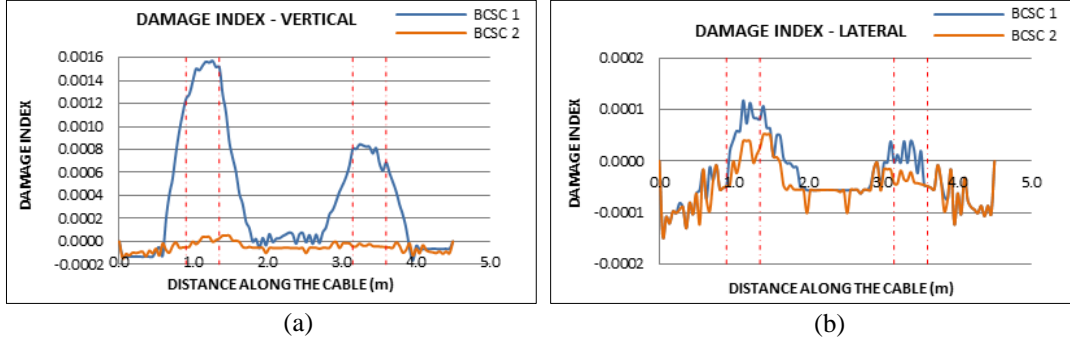 DAMAGE INDEX - VERTICAL
BCSC 1
BCSC 2
DAMAGE INDEX
0.0016
0.0014
0.0012
0.0010
0.0008
0.0006
0.0004
0.0002
0.0000
-0.0002
0.0 1.0 2.0 3.0 4.0 5.0
DISTANCE ALONG THE CABLE (m)
(a)
DAMAGE INDEX - LATERAL
BCSC 1
BCSC 2
DAMAGE INDEX
0.0002
0.0001
0.0000
-0.0001
-0.0002
0.0 1.0 2.0 3.0 4.0 5.0
DISTANCE ALONG THE CABLE (m)
(b)